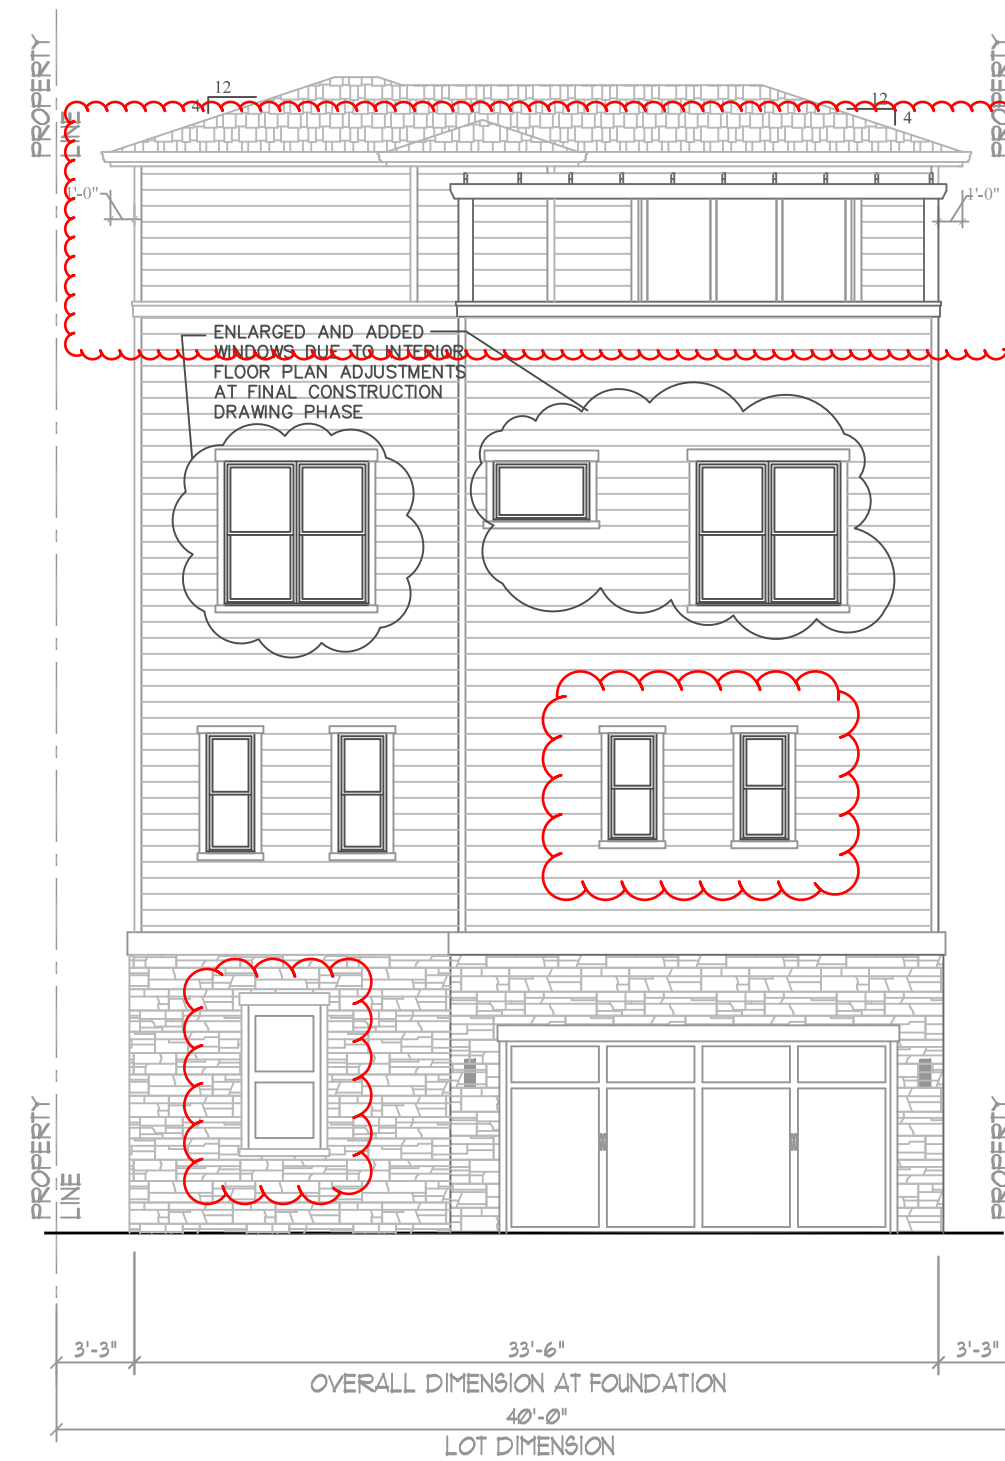 PROPERTY
LINE
PROPERTY
12
4
12
4
1'-0"
1'-0"
ENLARGED AND ADDED
WINDOWS DUE TO INTERIOR
FLOOR PLAN ADJUSTMENTS
AT FINAL CONSTRUCTION
DRAWING PHASE
PROPERTY
LINE
PROPERTY
3'-3"
33'-6"
3'-3"
OVERALL DIMENSION AT FOUNDATION
40'-0"
LOT DIMENSION